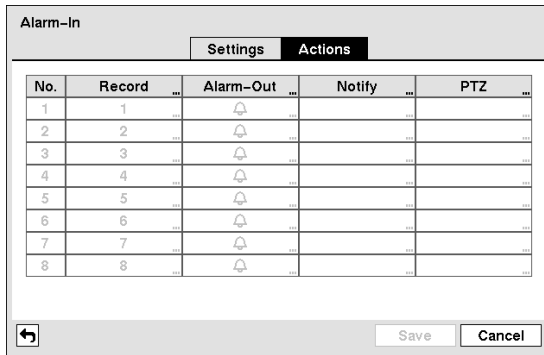 Alarm-In
Settings Actions
No. Record ... Alarm-Out ... Notify ... PTZ ...
1 1 ... ... ... ...
2 2 ... ... ... ...
3 3 ... ... ... ...
4 4 ... ... ... ...
5 5 ... ... ... ...
6 6 ... ... ... ...
7 7 ... ... ... ...
8 8 ... ... ... ...
Save Cancel